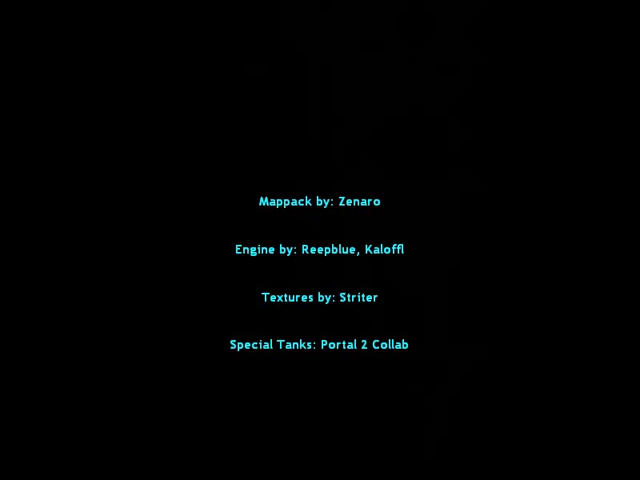 Mappack by: Zenaro
Engine by: Reepblue, Kaloffl
Textures by: Striter
Special Tanks: Portal 2 Collab